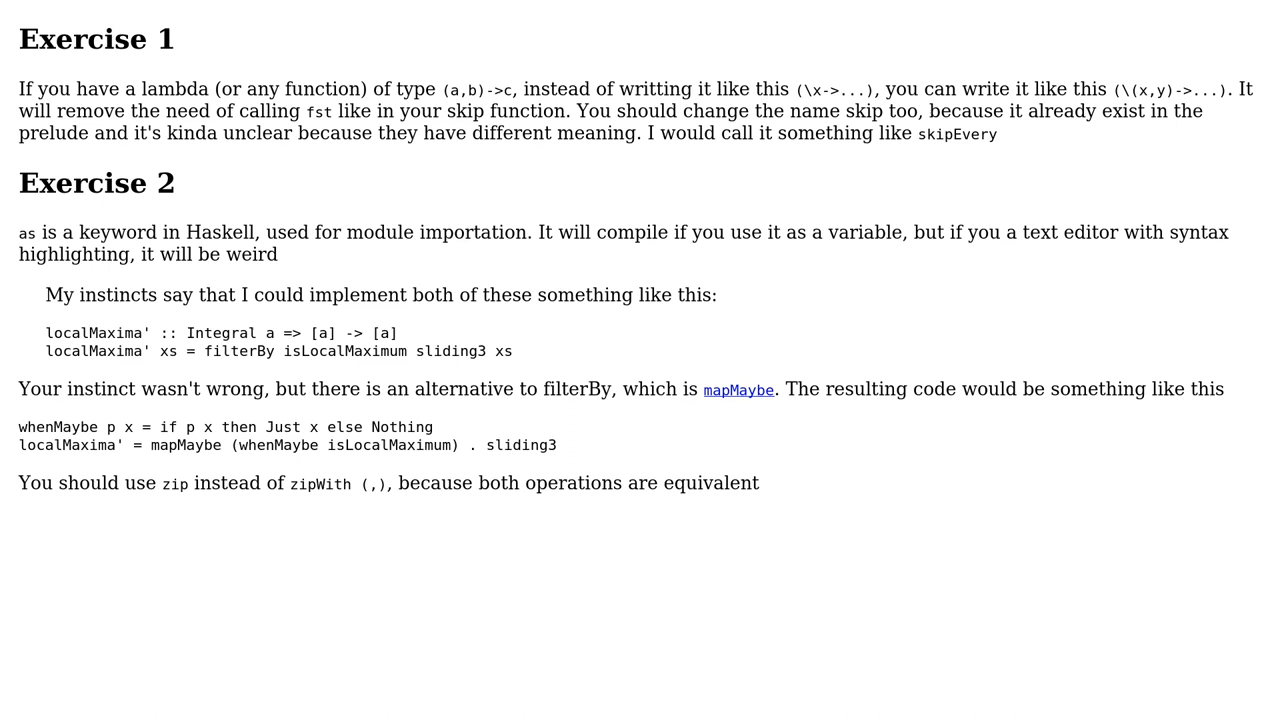 Exercise 1
If you have a lambda (or any function) of type (a,b)->c, instead of writting it like this (\x->...), you can write it like this (\(x,y)->...). It
will remove the need of calling fst like in your skip function. You should change the name skip too, because it already exist in the
prelude and it's kinda unclear because they have different meaning. I would call it something like skipEvery
Exercise 2
as is a keyword in Haskell, used for module importation. It will compile if you use it as a variable, but if you a text editor with syntax
highlighting, it will be weird
My instincts say that I could implement both of these something like this:
localMaxima' :: Integral a => [a] -> [a]
localMaxima' xs = filterBy isLocalMaximum sliding3 xs
Your instinct wasn't wrong, but there is an alternative to filterBy, which is mapMaybe. The resulting code would be something like this
whenMaybe p x = if p x then Just x else Nothing
localMaxima' = mapMaybe (whenMaybe isLocalMaximum) . sliding3
You should use zip instead of zipWith (,), because both operations are equivalent